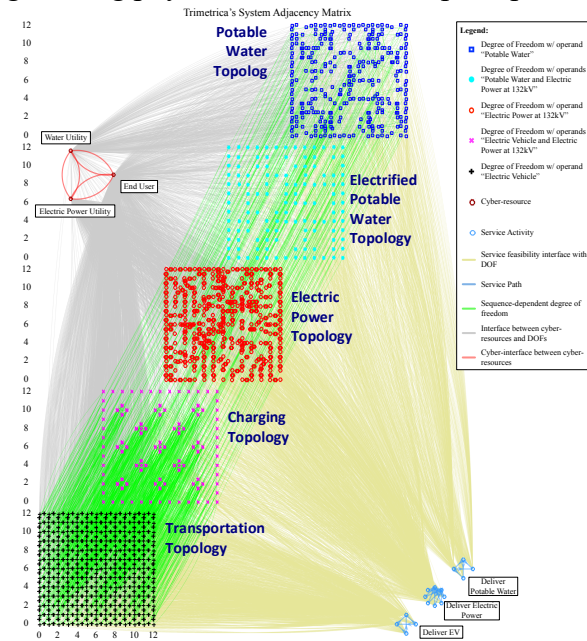 Trimetrica's System Adjacency Matrix
12
10
8
6
4
2
0
Potable
Water
Topolog
Water Utility
End User
Electric Power Utility
12
10
8
6
4
2
0
Electrified
Potable
Water
Topology
12
10
8
6
4
2
0
Electric
Power
Topology
12
10
8
6
4
2
0
Charging
Topology
12
10
8
6
4
2
0
Transportation
Topology
0 2 4 6 8 10 12
Deliver
Potable Water
Deliver Electric
Power
Deliver EV
Legend:
Degree of Freedom w/ operand
"Potable Water"
Degree of Freedom w/ operands
"Potable Water and Electric
Power at 132kV"
Degree of Freedom w/ operand
"Electric Power at 132kV"
Degree of Freedom w/ operands
"Electric Vehicle and Electric
Power at 132kV"
Degree of Freedom w/ operand
"Electric Vehicle"
Cyber-resource
Service Activity
Service feasibility interface with
DOF
Service Path
Sequence-dependent degree of
freedom
Interface between cyber-
resources and DOFs
Cyber-interface between cyber-
resources